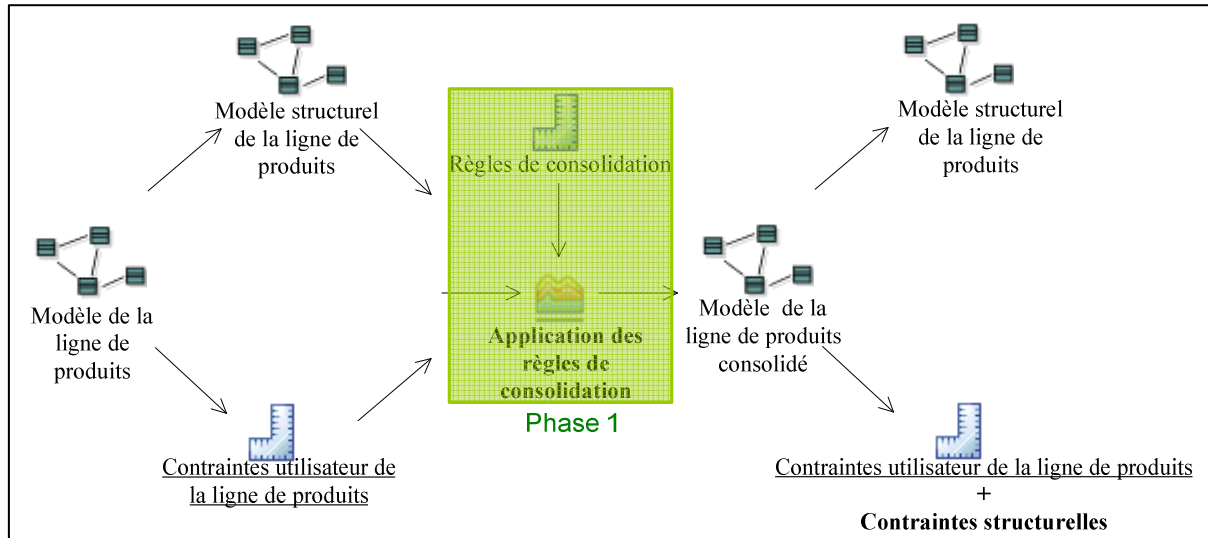 Modèle structurel
de la ligne de
produits
Modèle de la
ligne de
produits
Contraintes utilisateur de
la ligne de produits
Règles de consolidation
Application des
règles de
consolidation
Phase 1
Modèle structurel
de la ligne de
produits
Modèle de la
ligne de produits
consolidé
Contraintes utilisateur de la ligne de produits
+
Contraintes structurelles